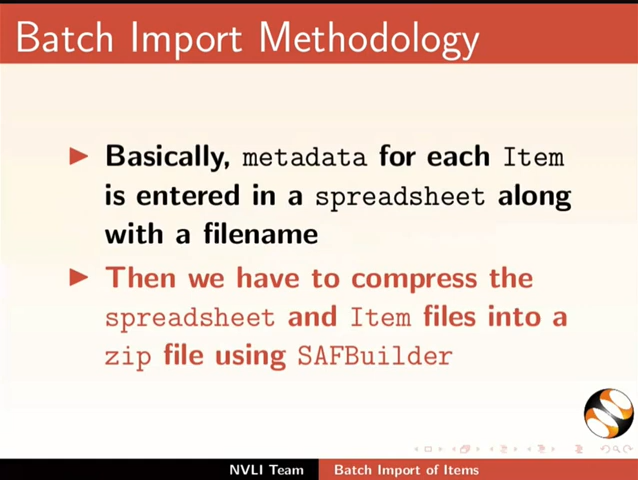 Batch Import Methodology
Basically, metadata for each Item
is entered in a spreadsheet along
with a filename
Then we have to compress the
spreadsheet and Item files into a
zip file using SAFBuilder
NVLI Team Batch Import of Items